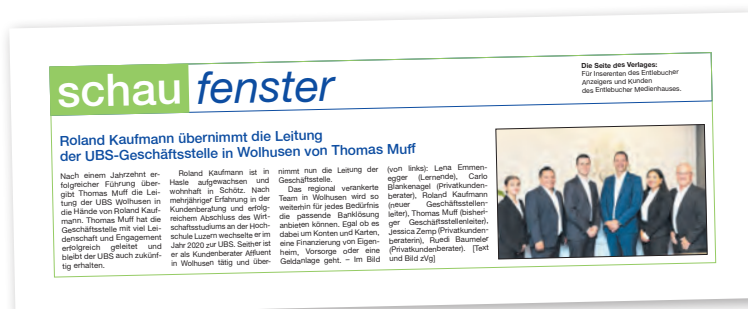 schau fenster
Die Seite des Verlages:
Für Inserenten des Entlebucher
Anzeigers und Kunden
des Entlebucher Medienhauses.
Roland Kaufmann übernimmt die Leitung
der UBS-Geschäftsstelle in Wolhusen von Thomas Muff
Nach einem Jahrzehnt er-
folgreicher Führung über-
gibt Thomas Muff die Lei-
tung der UBS Wolhusen in
die Hände von Roland Kauf-
mann. Thomas Muff hat die
Geschäftsstelle mit viel Lei-
denschaft und Engagement
erfolgreich geleitet und
bleibt der UBS auch zukünf-
tig erhalten.
Roland Kaufmann ist in
Hasle aufgewachsen und
wohnhaft in Schötz. Nach
mehrjähriger Erfahrung in der
Kundenberatung und erfolg-
reichem Abschluss des Wirt-
schaftsstudiums an der Hoch-
schule Luzern wechselte er im
Jahr 2020 zur UBS. Seither ist
er als Kundenberater Affluent
in Wolhusen tätig und über-
nimmt nun die Leitung der
Geschäftsstelle.
Das regional verankerte
Team in Wolhusen wird so
weiterhin für jedes Bedürfnis
die passende Banklösung
anbieten können. Egal ob es
dabei um Konten und Karten,
eine Finanzierung von Eigen-
heim, Vorsorge oder eine
Geldanlage geht. – Im Bild
(von links): Lena Emmen-
egger (Lernende), Carlo
Blankenagel (Privatkunden-
berater), Roland Kaufmann
(neuer Geschäftsstellen-
leiter), Thomas Muff (bisheri-
ger Geschäftsstellenleiter),
Jessica Zemp (Privatkunden-
beraterin), Ruedi Baumeler
(Privatkundenberater). [Text
und Bild zVg]